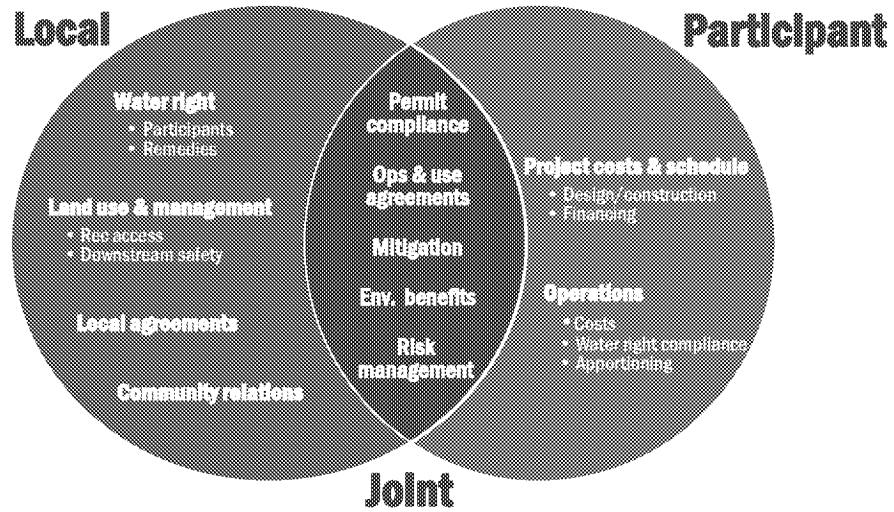 Local
Participant
Water right
• Participants
• Remedies
Land use & management
• Rec access
• Downstream safety
Local agreements
Community relations
Permit
compliance
Ops & use
agreements
Mitigation
Env. benefits
Risk
management
Project costs & schedule
• Design/construction
• Financing
Operations
• Costs
• Water right compliance
• Apportioning
Joint